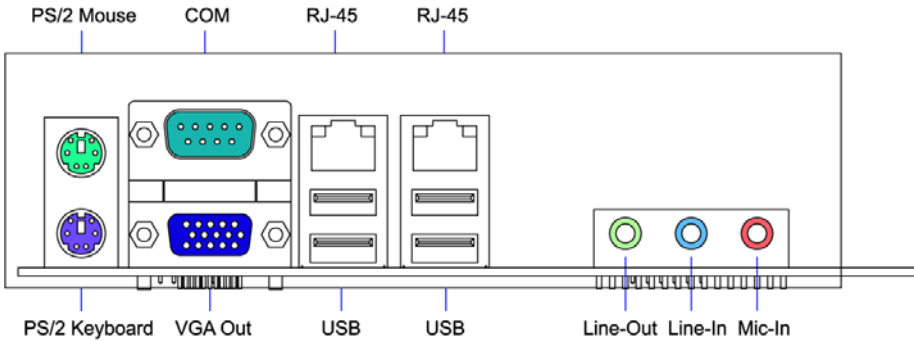 PS/2 Mouse COM RJ-45 RJ-45
PS/2 Keyboard VGA Out USB USB Line-Out Line-In Mic-In